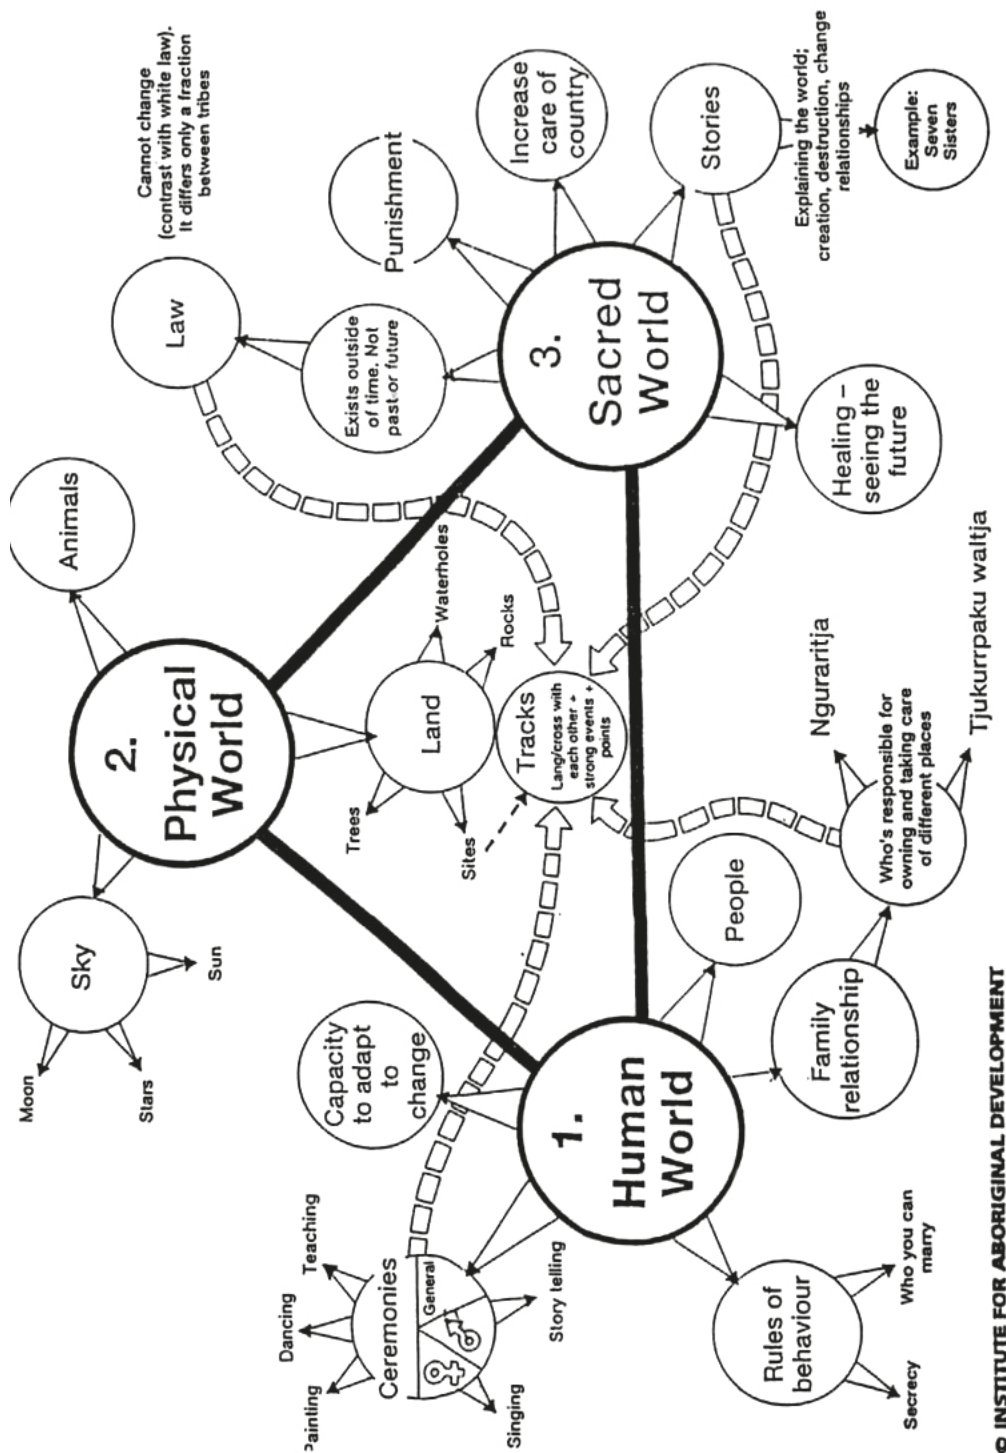 2.
Physical
World
Sky
Moon
Stars
Sun
Animals
Land
Trees
Sites
Waterholes
Rocks
Tracks
Lang/cross with
each other +
strong events +
points
1.
Human
World
Capacity
to adapt
to
change
Ceremonies
General
Painting
Dancing
Teaching
Singing
Story telling
Rules of
behaviour
Secrecy
Who you can
marry
Family
relationship
People
Who's responsible for
owning and taking care
of different places
Nguraritja
Tjukurrpaku waltja
3.
Sacred
World
Exists outside
of time. Not
past or future
Law
Cannot change
(contrast with white law).
It differs only a fraction
between tribes
Punishment
Increase
care of
country
Stories
Explaining the world;
creation, destruction, change
relationships
Example:
Seven
Sisters
Healing –
seeing the
future
© INSTITUTE FOR ABORIGINAL DEVELOPMENT